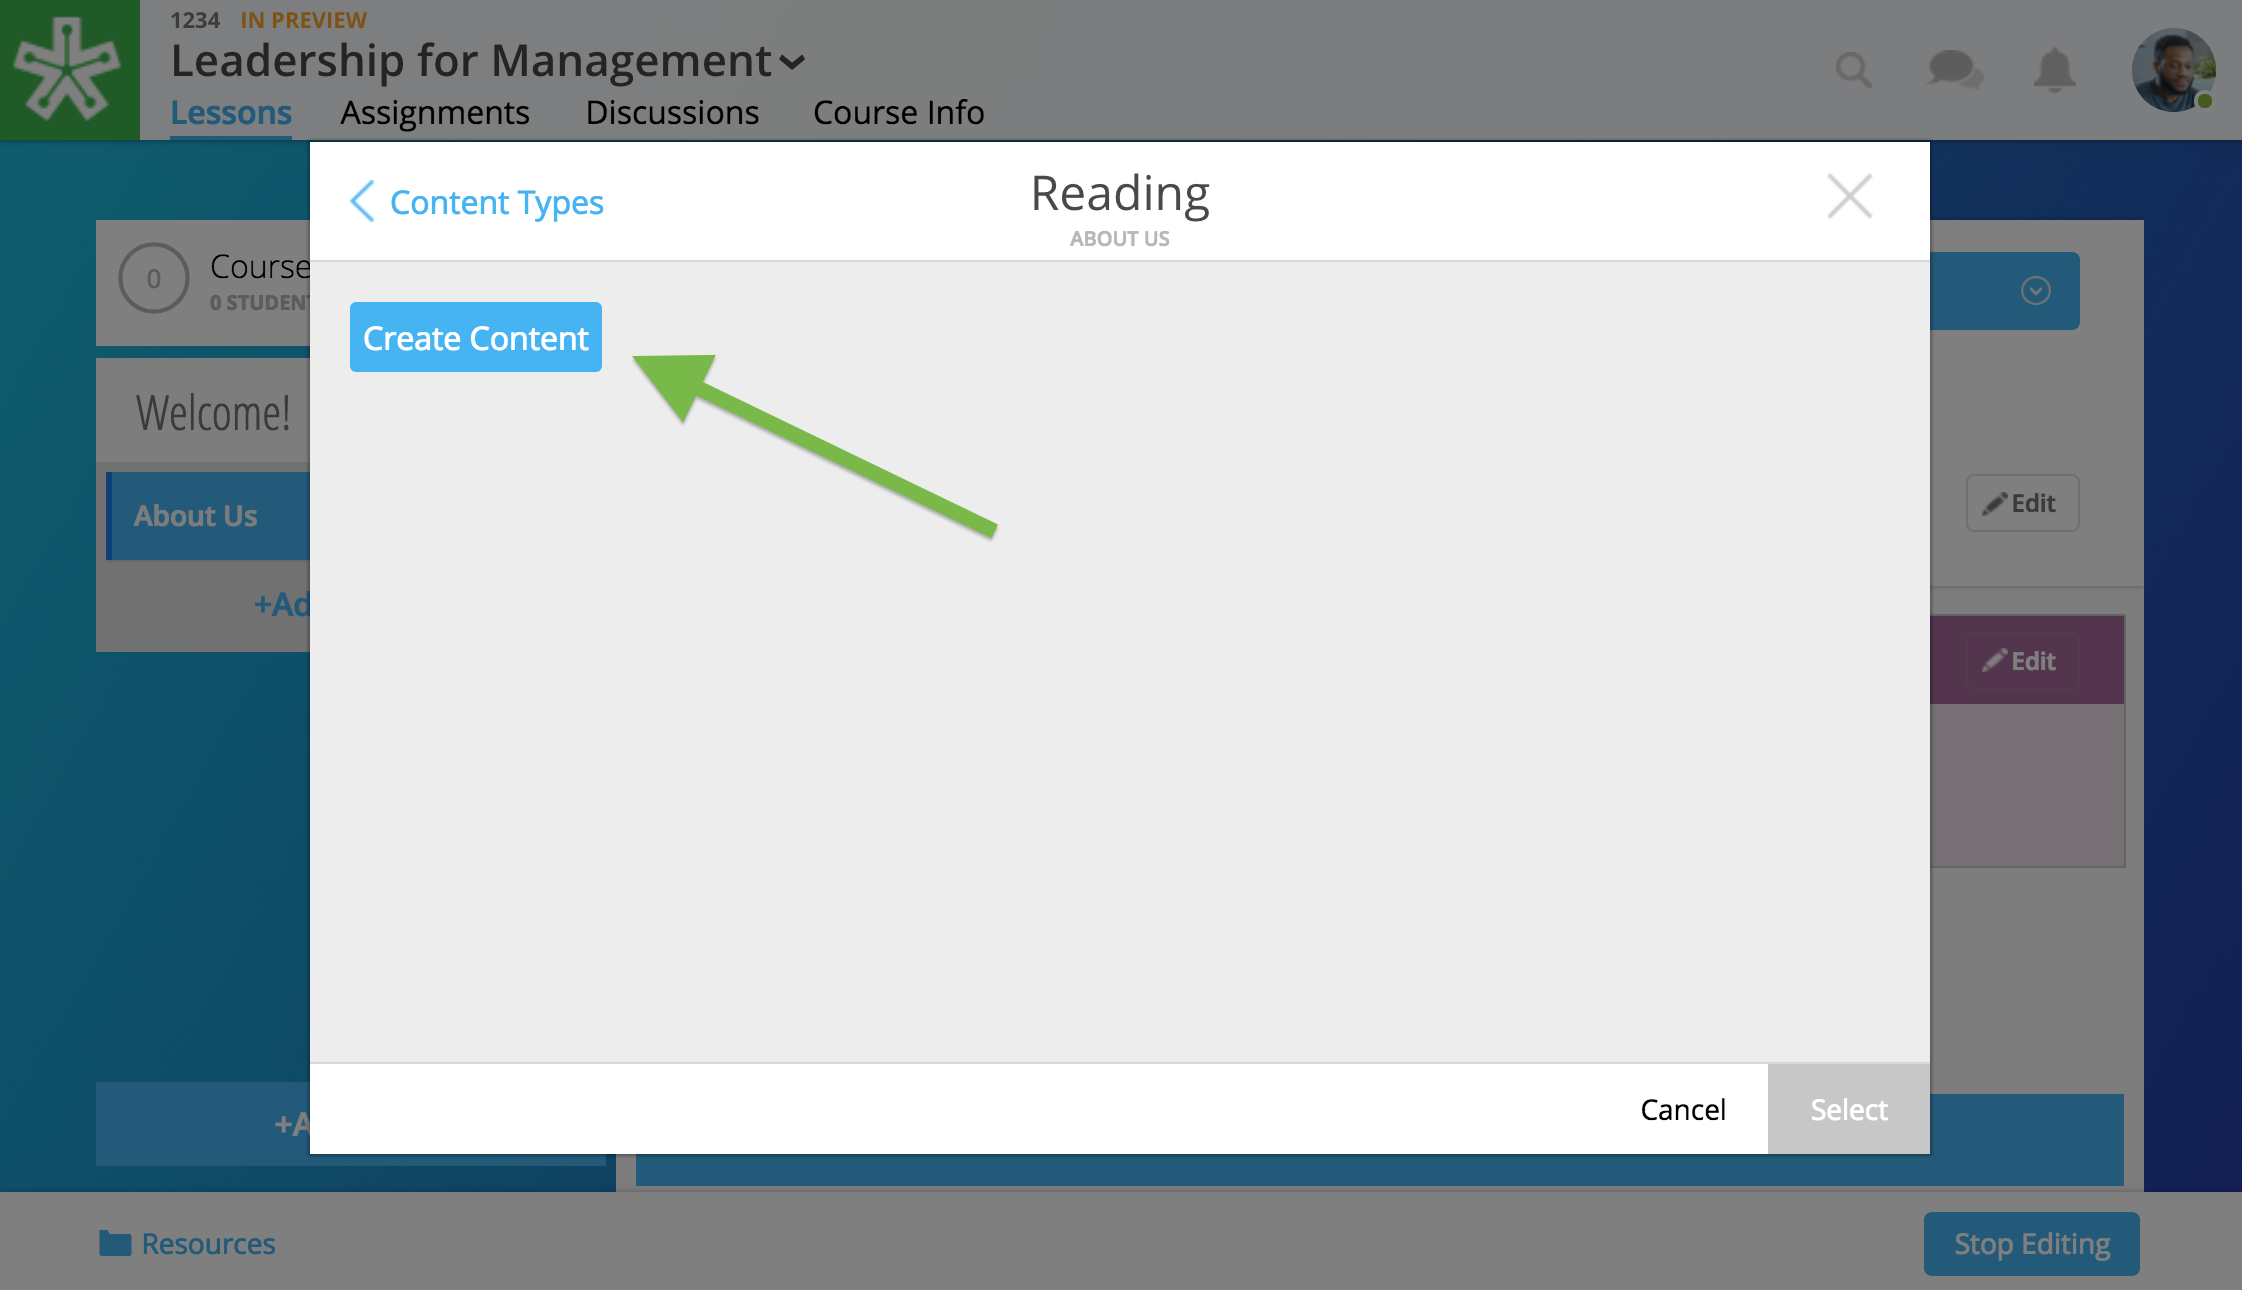 1234 IN PREVIEW
Leadership for Management
Lessons Assignments Discussions Course Info
Content Types
Reading
ABOUT US
0
Course
0 STUDENT
Create Content
Welcome!
About Us
Edit
+Ad
Edit
+A
Cancel
Select
Resources
Stop Editing